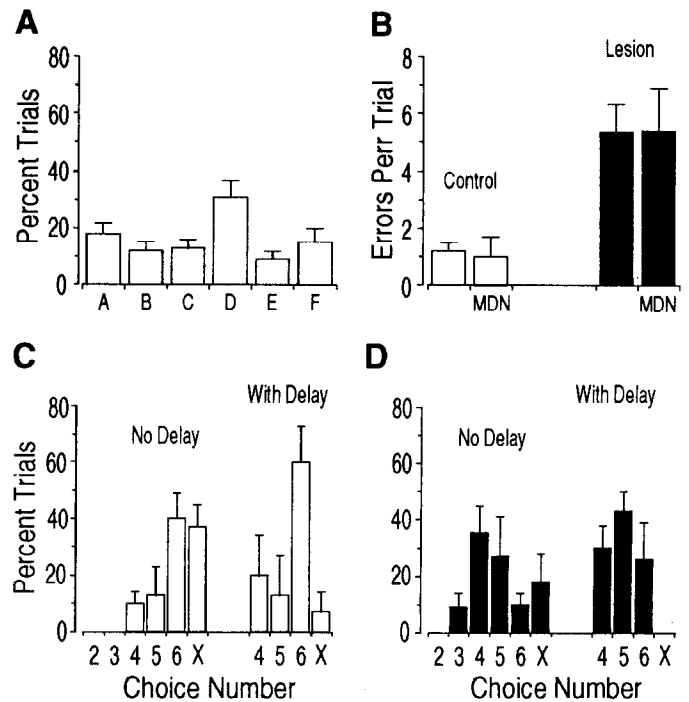 A
Percent Trials
80
60
40
20
0
A B C D E F
B
Errors Perr Trial
8
6
4
2
0
Control
Lesion
MDN MDN
C
Percent Trials
80
60
40
20
0
No Delay
With Delay
2 3 4 5 6 X 4 5 6 X
Choice Number
D
80
60
40
20
0
No Delay
With Delay
2 3 4 5 6 X 4 5 6 X
Choice Number